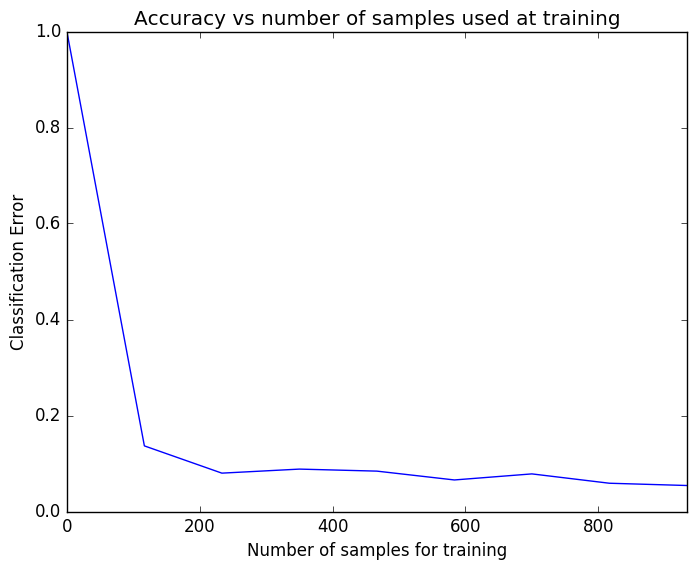 Accuracy vs number of samples used at training
1.0
0.8
0.6
0.4
0.2
0.0
Classification Error
0 200 400 600 800
Number of samples for training